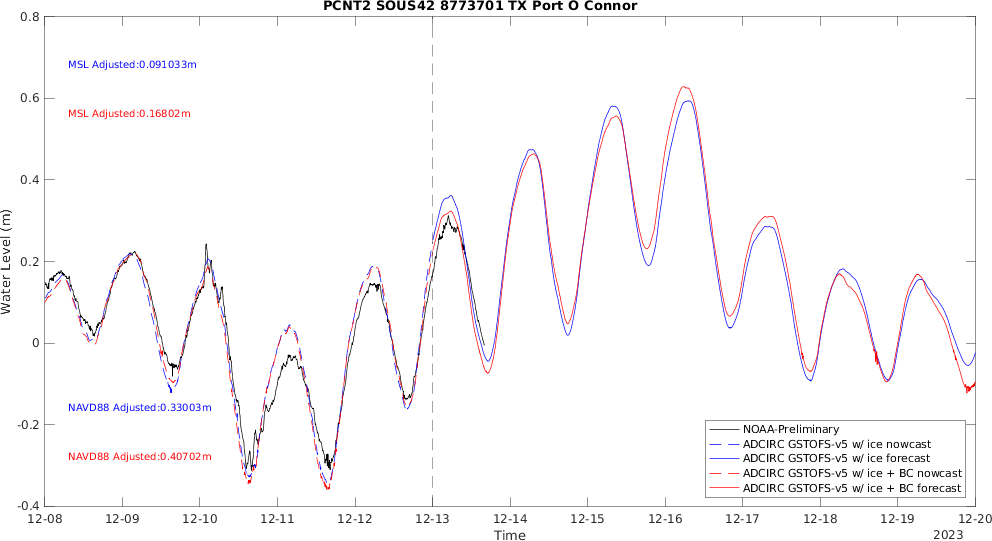 PCNT2 SOUS42 8773701 TX Port O Connor
0.8
0.6
0.4
0.2
0
-0.2
-0.4
Water Level (m)
MSL Adjusted:0.091033m
MSL Adjusted:0.16802m
NAVD88 Adjusted:0.33003m
NAVD88 Adjusted:0.40702m
NOAA-Preliminary
ADCIRC GSTOFS-v5 w/ ice nowcast
ADCIRC GSTOFS-v5 w/ ice forecast
ADCIRC GSTOFS-v5 w/ ice + BC nowcast
ADCIRC GSTOFS-v5 w/ ice + BC forecast
12-08 12-09 12-10 12-11 12-12 12-13 12-14 12-15 12-16 12-17 12-18 12-19 12-20
Time
2023